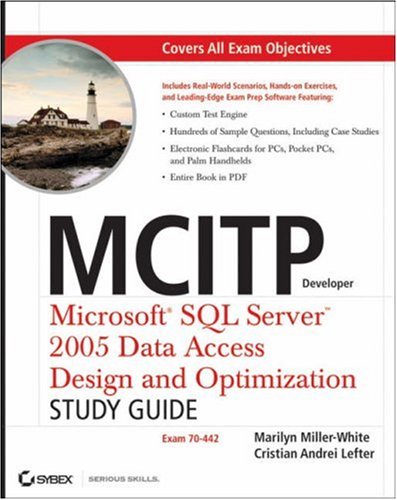 Covers All Exam Objectives
Includes Real-World Scenarios, Hands-on Exercises,
and Leading-Edge Exam Prep Software Featuring:
• Custom Test Engine
• Hundreds of Sample Questions, Including Case Studies
• Electronic Flashcards for PCs, Pocket PCs,
and Palm Handhelds
• Entire Book in PDF
MCITP
Developer
Microsoft® SQL Server™
2005 Data Access
Design and Optimization
STUDY GUIDE
Exam 70-442
Marilyn Miller-White
Cristian Andrei Lefter
SYBEX
SERIOUS SKILLS.